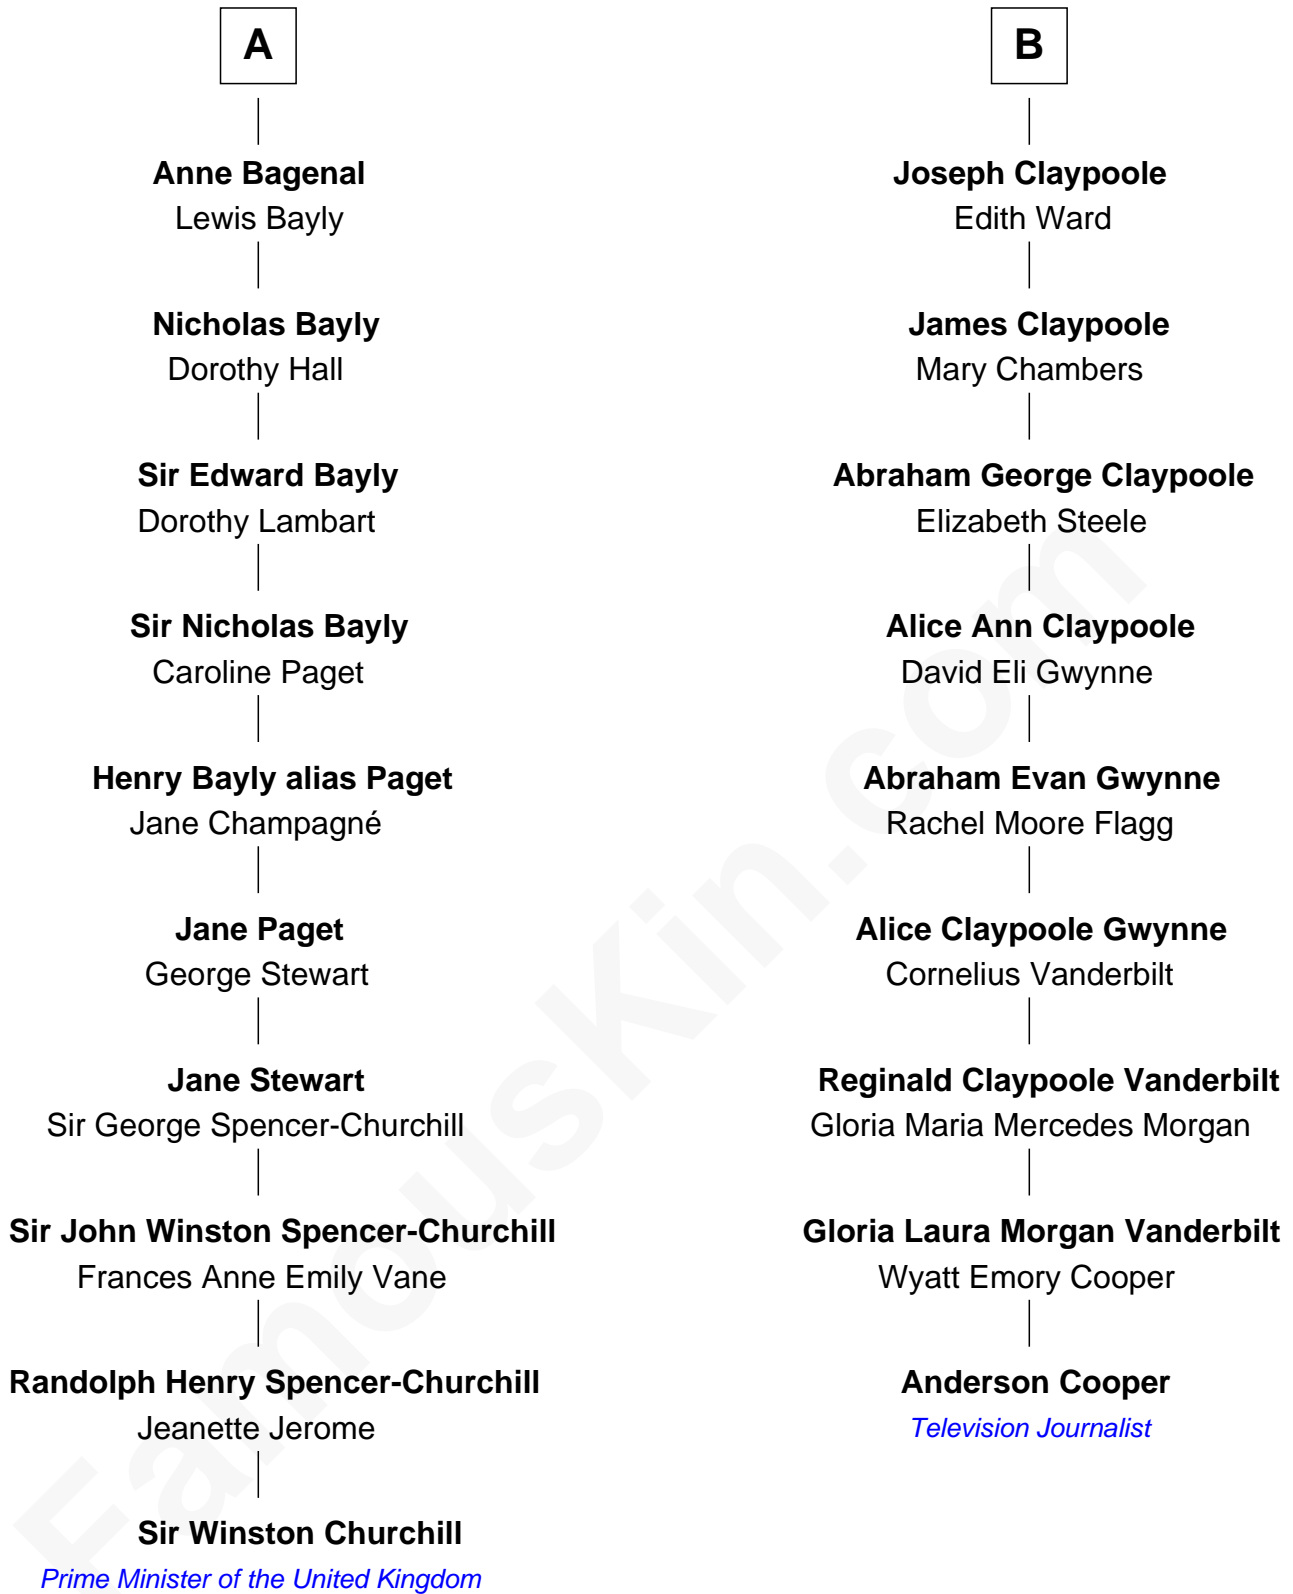 A
Anne Bagenal
Lewis Bayly
Nicholas Bayly
Dorothy Hall
Sir Edward Bayly
Dorothy Lambart
Sir Nicholas Bayly
Caroline Paget
Henry Bayly alias Paget
Jane Champagné
Jane Paget
George Stewart
Jane Stewart
Sir George Spencer-Churchill
Sir John Winston Spencer-Churchill
Frances Anne Emily Vane
Randolph Henry Spencer-Churchill
Jeanette Jerome
Sir Winston Churchill
Prime Minister of the United Kingdom
B
Joseph Claypoole
Edith Ward
James Claypoole
Mary Chambers
Abraham George Claypoole
Elizabeth Steele
Alice Ann Claypoole
David Eli Gwynne
Abraham Evan Gwynne
Rachel Moore Flagg
Alice Claypoole Gwynne
Cornelius Vanderbilt
Reginald Claypoole Vanderbilt
Gloria Maria Mercedes Morgan
Gloria Laura Morgan Vanderbilt
Wyatt Emory Cooper
Anderson Cooper
Television Journalist
FamousKin.com